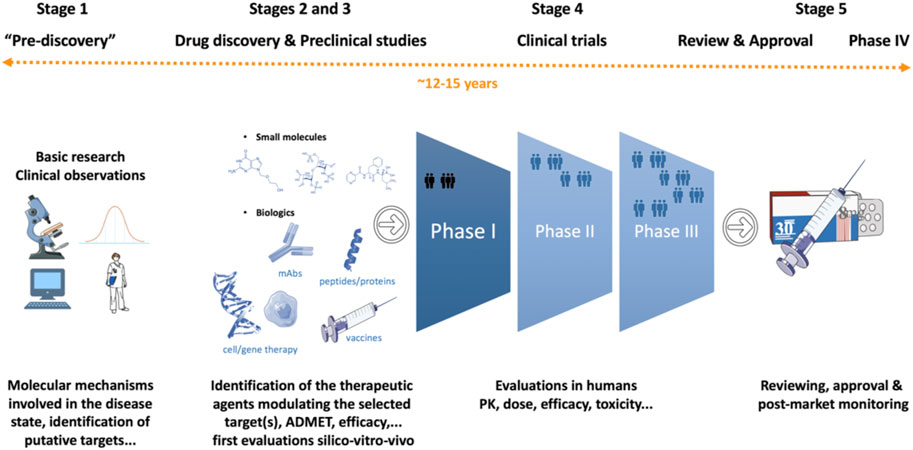 Stage 1
Stages 2 and 3
Stage 4
Stage 5
“Pre-discovery”
Drug discovery & Preclinical studies
Clinical trials
Review & Approval
Phase IV
~12-15 years
Basic research
Clinical observations
• Small molecules
• Biologics
mAbs
peptides/proteins
cell/gene therapy
vaccines
Phase I
Phase II
Phase III
30
8mg
Molecular mechanisms
involved in the disease
state, identification of
putative targets...
Identification of the therapeutic
agents modulating the selected
target(s), ADMET, efficacy,...
first evaluations silico-vitro-vivo
Evaluations in humans
PK, dose, efficacy, toxicity...
Reviewing, approval &
post-market monitoring